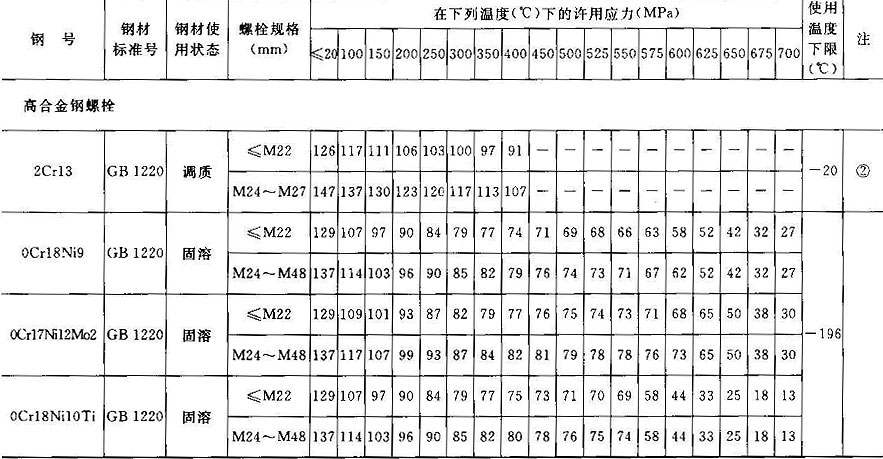 钢 号 钢材标准号 钢材使用状态 螺栓规格(mm) 在下列温度(℃)下的许用应力(MPa) 使用温度下限(℃) 注
≤20 100 150 200 250 300 350 400 450 500 525 550 575 600 625 650 675 700
高合金钢螺栓
2Cr13 GB 1220 调质 ≤M22 126 117 111 106 103 100 97 91 — — — — — — — — — — −20 ②
M24~M27 147 137 130 123 120 117 113 107 — — — — — — — — — —
0Cr18Ni9 GB 1220 固溶 ≤M22 129 107 97 90 84 79 77 74 71 69 68 66 63 58 52 42 32 27
M24~M48 137 114 103 96 90 85 82 79 76 74 73 71 67 62 52 42 32 27
0Cr17Ni12Mo2 GB 1220 固溶 ≤M22 129 109 101 93 87 82 79 77 76 75 74 73 71 68 65 50 38 30 −196
M24~M48 137 117 107 99 93 87 84 82 81 79 78 78 76 73 65 50 38 30
0Cr18Ni10Ti GB 1220 固溶 ≤M22 129 107 97 90 84 79 77 75 73 71 70 69 58 44 33 25 18 13
M24~M48 137 114 103 96 90 85 82 80 78 76 75 74 58 44 33 25 18 13